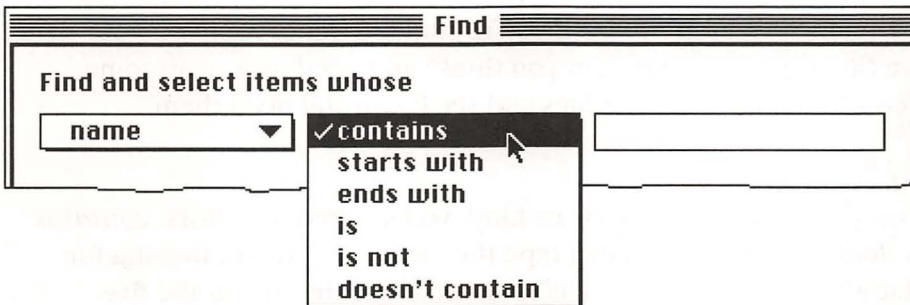 Find
Find and select items whose
name ✓contains
starts with
ends with
is
is not
doesn't contain